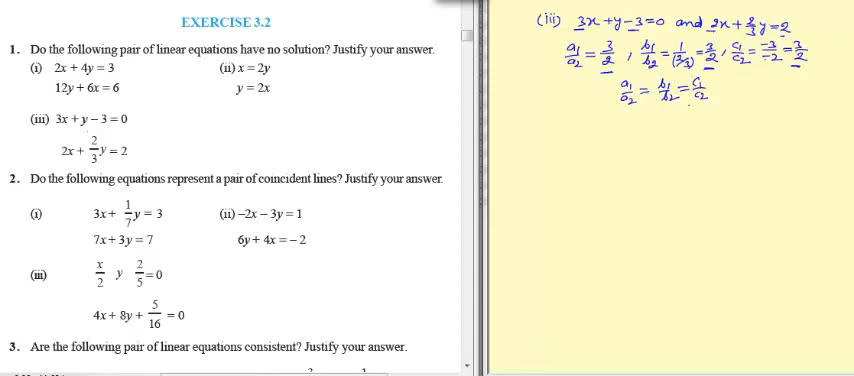 EXERCISE 3.2
1. Do the following pair of linear equations have no solution? Justify your answer.
(i) 2x + 4y = 3 (ii) x = 2y
12y + 6x = 6 y = 2x
(iii) 3x + y – 3 = 0
2x + 2/3 y = 2
2. Do the following equations represent a pair of coincident lines? Justify your answer.
(i) 3x + 1/7 y = 3 (ii) –2x – 3y = 1
7x + 3y = 7 6y + 4x = – 2
(iii) x/2 y 2/5 = 0
4x + 8y + 5/16 = 0
3. Are the following pair of linear equations consistent? Justify your answer.
(iii) 3x + y – 3 = 0 and 2x + 2/3 y = 2
a₁/a₂ = 3/2 , b₁/b₂ = 1/(2/3) = 3/2 , c₁/c₂ = –3/–2 = 3/2
a₁/a₂ = b₁/b₂ = c₁/c₂